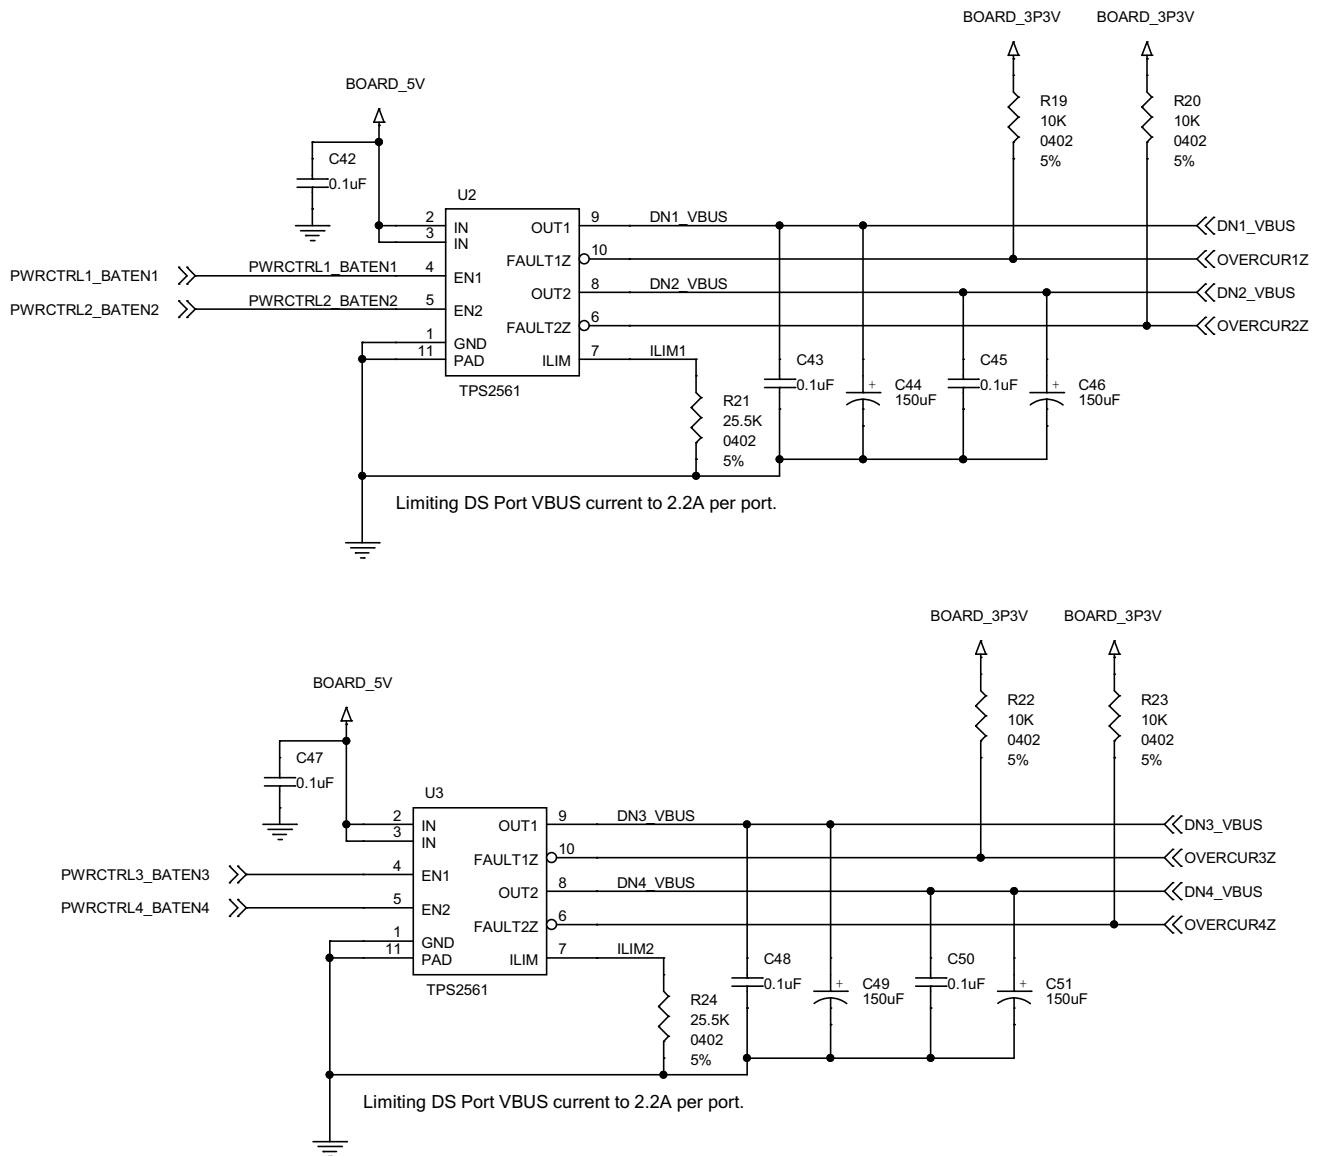 BOARD_3P3V BOARD_3P3V
BOARD_5V
R19
10K
0402
5%
R20
10K
0402
5%
C42
0.1uF
U2
2 IN
3 IN
4 EN1
5 EN2
1 GND
11 PAD
OUT1 9
FAULT1Z 10
OUT2 8
FAULT2Z 6
ILIM 7
TPS2561
PWRCTRL1_BATEN1 PWRCTRL1_BATEN1
PWRCTRL2_BATEN2 PWRCTRL2_BATEN2
DN1_VBUS DN1_VBUS
OVERCUR1Z
DN2_VBUS DN2_VBUS
OVERCUR2Z
ILIM1
R21
25.5K
0402
5%
C43
0.1uF
+
C44
150uF
C45
0.1uF
+
C46
150uF
Limiting DS Port VBUS current to 2.2A per port.
BOARD_3P3V BOARD_3P3V
BOARD_5V
R22
10K
0402
5%
R23
10K
0402
5%
C47
0.1uF
U3
2 IN
3 IN
4 EN1
5 EN2
1 GND
11 PAD
OUT1 9
FAULT1Z 10
OUT2 8
FAULT2Z 6
ILIM 7
TPS2561
PWRCTRL3_BATEN3
PWRCTRL4_BATEN4
DN3_VBUS DN3_VBUS
OVERCUR3Z
DN4_VBUS DN4_VBUS
OVERCUR4Z
ILIM2
R24
25.5K
0402
5%
C48
0.1uF
+
C49
150uF
C50
0.1uF
+
C51
150uF
Limiting DS Port VBUS current to 2.2A per port.